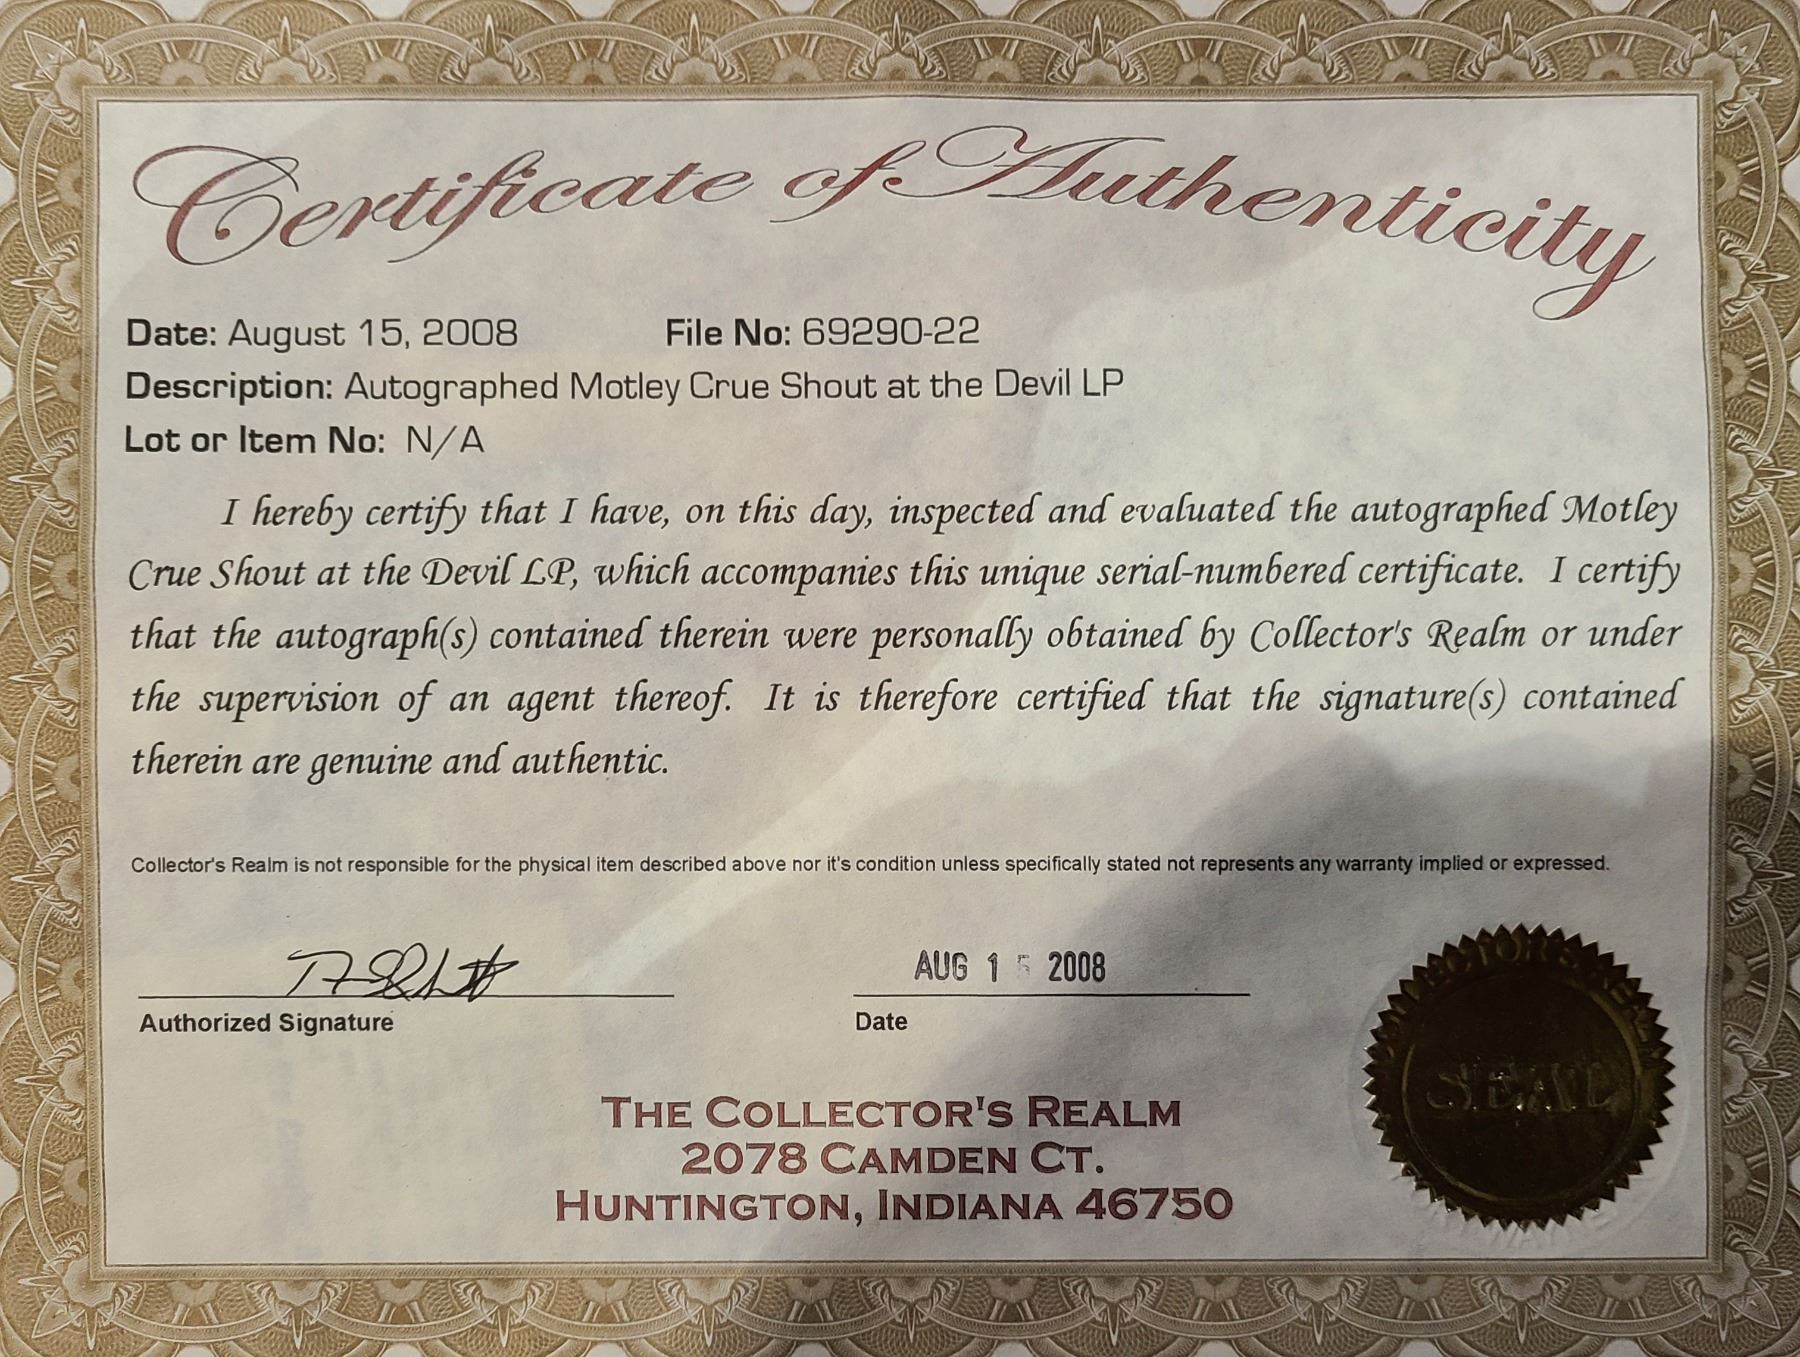 Certificate of Authenticity
Date: August 15, 2008 File No: 69290-22
Description: Autographed Motley Crue Shout at the Devil LP
Lot or Item No: N/A
I hereby certify that I have, on this day, inspected and evaluated the autographed Motley
Crue Shout at the Devil LP, which accompanies this unique serial-numbered certificate. I certify
that the autograph(s) contained therein were personally obtained by Collector's Realm or under
the supervision of an agent thereof. It is therefore certified that the signature(s) contained
therein are genuine and authentic.
Collector's Realm is not responsible for the physical item described above nor it's condition unless specifically stated not represents any warranty implied or expressed.
AUG 15 2008
Authorized Signature Date
THE COLLECTOR'S REALM
2078 CAMDEN CT.
HUNTINGTON, INDIANA 46750
COLLECTOR'S REALM
SEAL